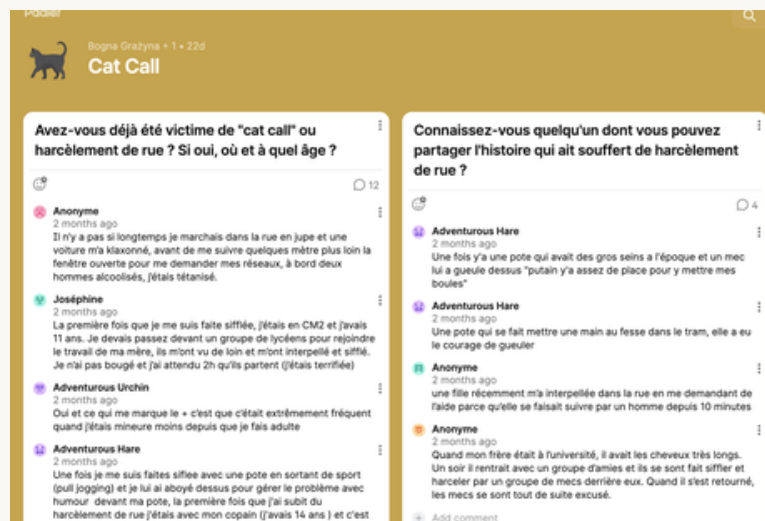 Padlet
Bogna Grażyna + 1 • 22d
Cat Call
Avez-vous déjà été victime de "cat call" ou
harcèlement de rue ? Si oui, où et à quel âge ?
12
Anonyme
2 months ago
Il n'y a pas si longtemps je marchais dans la rue en jupe et une
voiture m'a klaxonné, avant de me suivre quelques mètre plus loin la
fenêtre ouverte pour me demander mes réseaux, à bord deux
hommes alcoolisés, j'étais tétanisé.
Joséphine
2 months ago
La première fois que je me suis faite sifflée, j'étais en CM2 et j'avais
11 ans. Je devais passez devant un groupe de lycéens pour rejoindre
le travail de ma mère, ils m'ont vu de loin et m'ont interpellé et sifflé.
Je n'ai pas bougé et j'ai attendu 2h qu'ils partent (j'étais terrifiée)
Adventurous Urchin
2 months ago
Oui et ce qui me marque le + c'est que c'était extrêmement fréquent
quand j'étais mineure moins depuis que je fais adulte
Adventurous Hare
2 months ago
Une fois je me suis faites siflee avec une pote en sortant de sport
(pull jogging) et je lui ai aboyé dessus pour gérer le problème avec
humour devant ma pote, la première fois que j'ai subit du
harcèlement de rue j'étais avec mon copain (j'avais 14 ans ) et c'est
Connaissez-vous quelqu'un dont vous pouvez
partager l'histoire qui ait souffert de harcèlement
de rue ?
4
Adventurous Hare
2 months ago
Une fois y'a une pote qui avait des gros seins a l'époque et un mec
lui a gueule dessus "putain y'a assez de place pour y mettre mes
boules"
Adventurous Hare
2 months ago
Une pote qui se fait mettre une main au fesse dans le tram, elle a eu
le courage de gueuler
Anonyme
2 months ago
une fille récemment m'a interpellée dans la rue en me demandant de
l'aide parce qu'elle se faisait suivre par un homme depuis 10 minutes
Anonyme
2 months ago
Quand mon frère était à l'université, il avait les cheveux très longs.
Un soir il rentrait avec un groupe d'amies et ils se sont fait siffler et
harceler par un groupe de mecs derrière eux. Quand il s'est retourné,
les mecs se sont tout de suite excusé.
Add comment